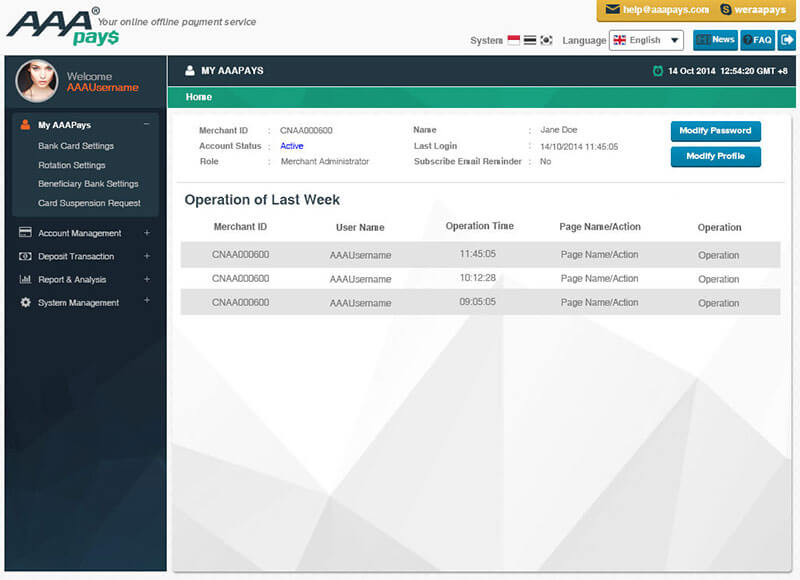 AAA® Your online offline payment service
pay$
help@aaapays.com weraapays
System Language English News FAQ
Welcome
AAAUsername
MY AAAPAYS 14 Oct 2014 12:54:20 GMT +8
Home
My AAAPays −
Bank Card Settings
Rotation Settings
Beneficiary Bank Settings
Card Suspension Request
Account Management +
Deposit Transaction +
Report & Analysis +
System Management +
Merchant ID : CNAA000600 Name : Jane Doe Modify Password
Account Status : Active Last Login : 14/10/2014 11:45:05
Role : Merchant Administrator Subscribe Email Reminder : No Modify Profile
Operation of Last Week
Merchant ID User Name Operation Time Page Name/Action Operation
CNAA000600 AAAUsername 11:45:05 Page Name/Action Operation
CNAA000600 AAAUsername 10:12:28 Page Name/Action Operation
CNAA000600 AAAUsername 09:05:05 Page Name/Action Operation